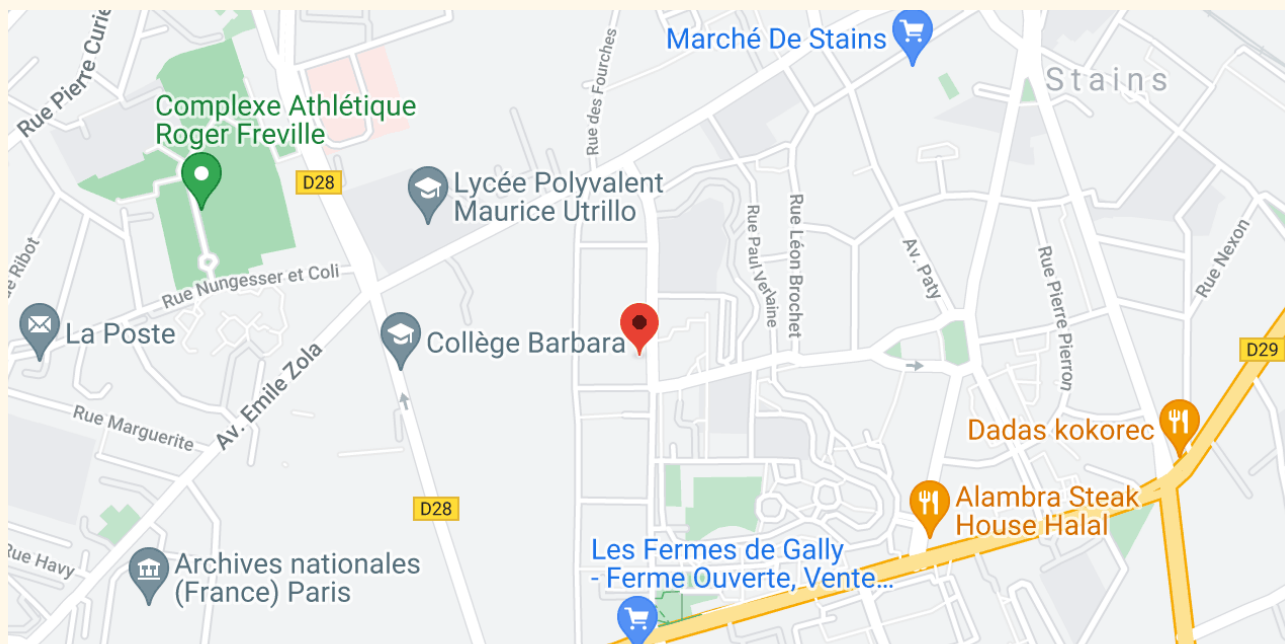 Rue Pierre Curie
Marché De Stains
Stains
Rue des Fourches
Complexe Athlétique
Roger Freville
D28
Lycée Polyvalent
Maurice Utrillo
Rue Paul Verlaine
Rue Léon Brochet
Av. Paty
Rue Pierre Pierron
Rue Nexon
e Ribot
Rue Nungesser et Coli
La Poste
Collège Barbara
D29
Av. Emile Zola
Rue Marguerite
Dadas kokorec
D28
Alambra Steak
House Halal
Rue Havy
Archives nationales
(France) Paris
Les Fermes de Gally
- Ferme Ouverte, Vente...